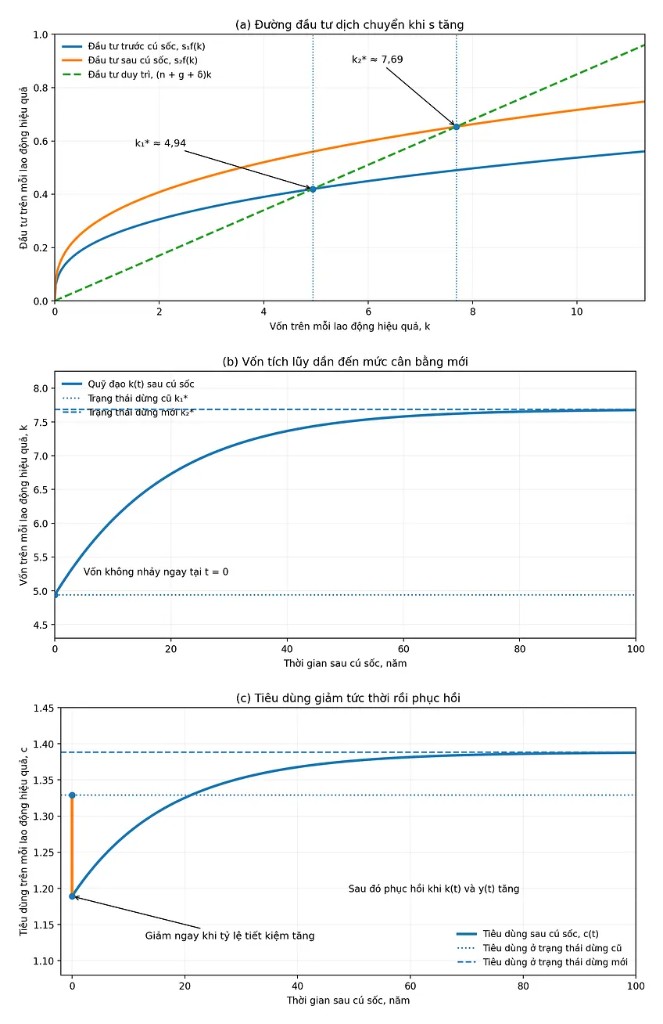 (a) Đường đầu tư dịch chuyển khi s tăng
Đầu tư trước cú sốc, s₁f(k)
Đầu tư sau cú sốc, s₂f(k)
Đầu tư duy trì, (n + g + δ)k
k₂* ≈ 7,69
k₁* ≈ 4,94
Đầu tư trên mỗi lao động hiệu quả
1.0
0.8
0.6
0.4
0.2
0.0
0
2
4
6
8
10
Vốn trên mỗi lao động hiệu quả, k
(b) Vốn tích lũy dần đến mức cân bằng mới
Quỹ đạo k(t) sau cú sốc
Trạng thái dừng cũ k₁*
Trạng thái dừng mới k₂*
Vốn không nhảy ngay tại t = 0
Vốn trên mỗi lao động hiệu quả, k
8.0
7.5
7.0
6.5
6.0
5.5
5.0
4.5
0
20
40
60
80
100
Thời gian sau cú sốc, năm
(c) Tiêu dùng giảm tức thời rồi phục hồi
Tiêu dùng trên mỗi lao động hiệu quả, c
1.45
1.40
1.35
1.30
1.25
1.20
1.15
1.10
Sau đó phục hồi khi k(t) và y(t) tăng
Giảm ngay khi tỷ lệ tiết kiệm tăng
Tiêu dùng sau cú sốc, c(t)
Tiêu dùng ở trạng thái dừng cũ
Tiêu dùng ở trạng thái dừng mới
0
20
40
60
80
100
Thời gian sau cú sốc, năm